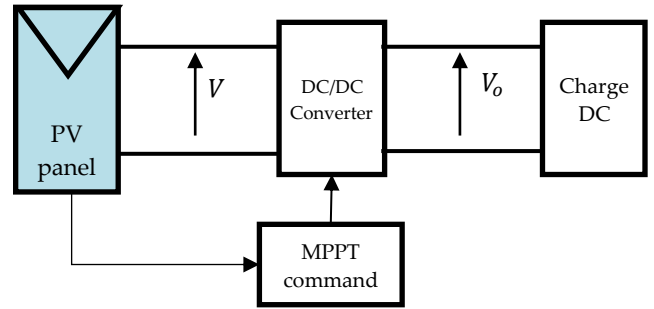 PV
panel
V
DC/DC
Converter
Vₒ
Charge
DC
MPPT
command